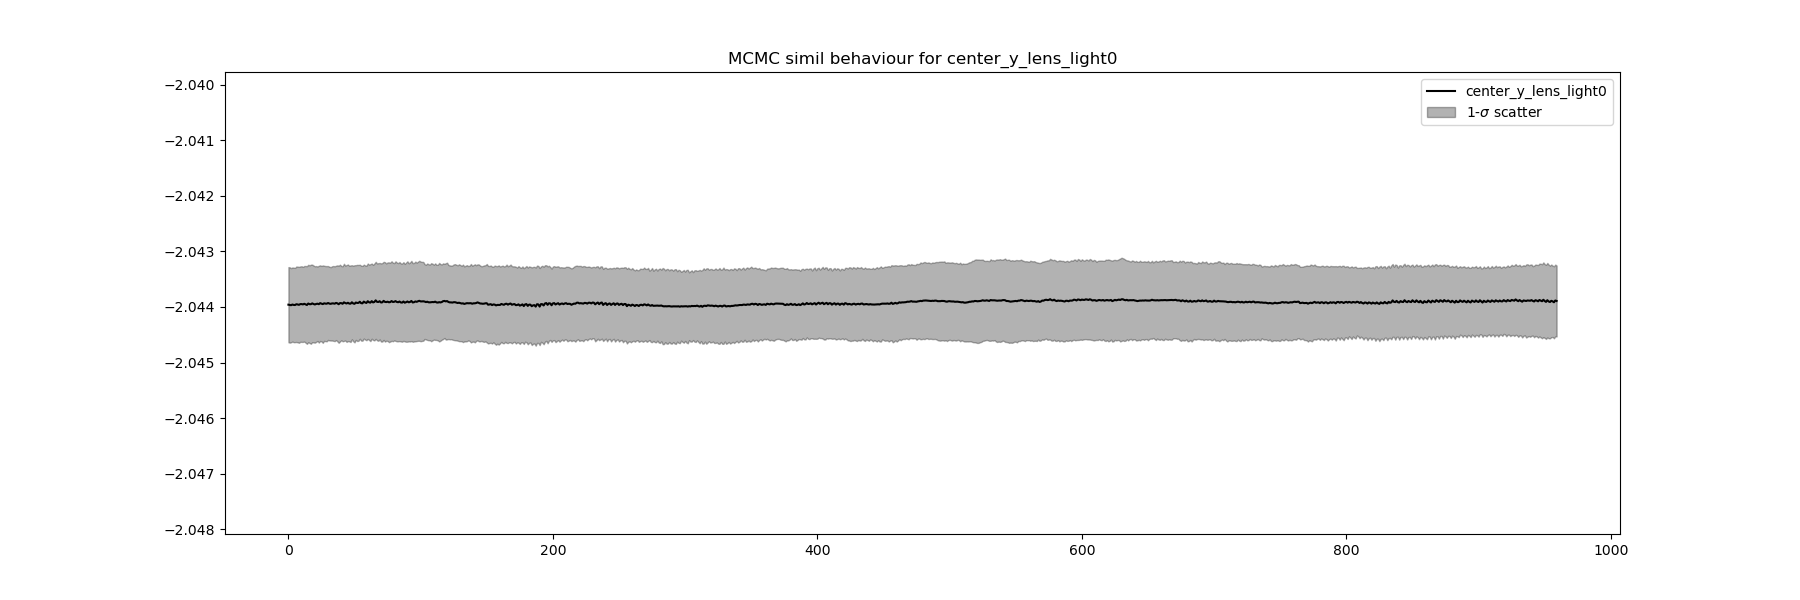 MCMC simil behaviour for center_y_lens_light0
center_y_lens_light0
1-σ scatter
−2.040
−2.041
−2.042
−2.043
−2.044
−2.045
−2.046
−2.047
−2.048
0 200 400 600 800 1000